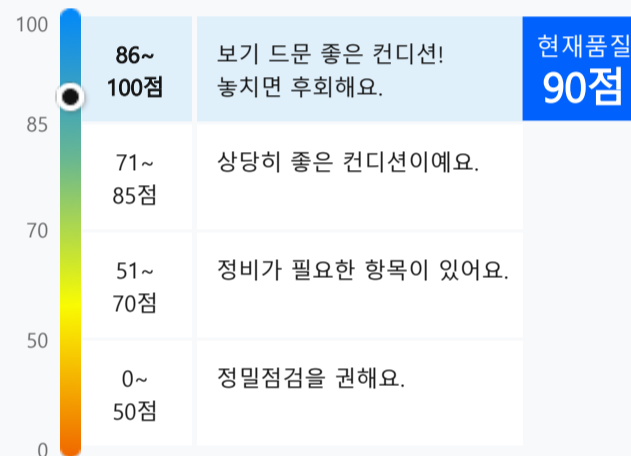 100
86~
100점
보기 드문 좋은 컨디션!
놓치면 후회해요.
현재품질
90점
85
71~
85점
상당히 좋은 컨디션이예요.
70
51~
70점
정비가 필요한 항목이 있어요.
50
0~
50점
정밀점검을 권해요.
0